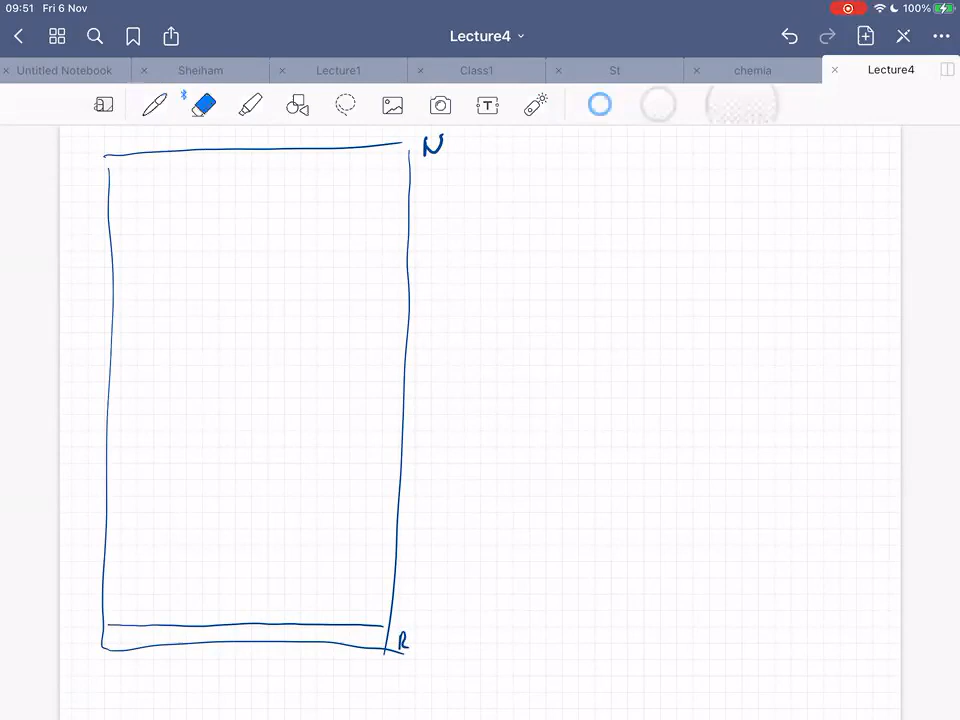 09:51 Fri 6 Nov
100%
Lecture4
Untitled Notebook
Sheiham
Lecture1
Class1
St
chemia
Lecture4
T
N
R